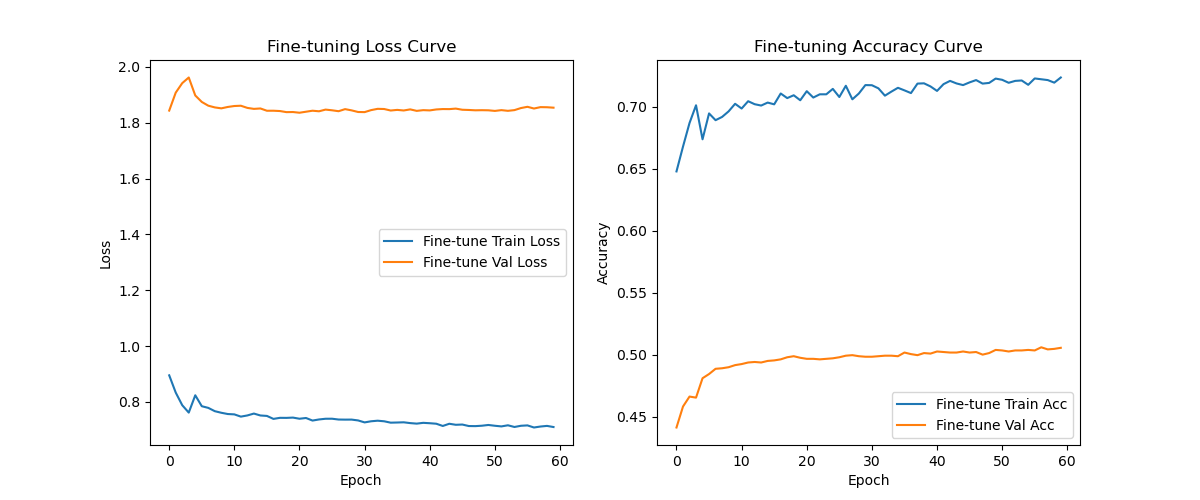 Fine-tuning Loss Curve
2.0
1.8
1.6
1.4
1.2
1.0
0.8
Loss
0 10 20 30 40 50 60
Epoch
Fine-tune Train Loss
Fine-tune Val Loss
Fine-tuning Accuracy Curve
0.70
0.65
0.60
0.55
0.50
0.45
Accuracy
0 10 20 30 40 50 60
Epoch
Fine-tune Train Acc
Fine-tune Val Acc